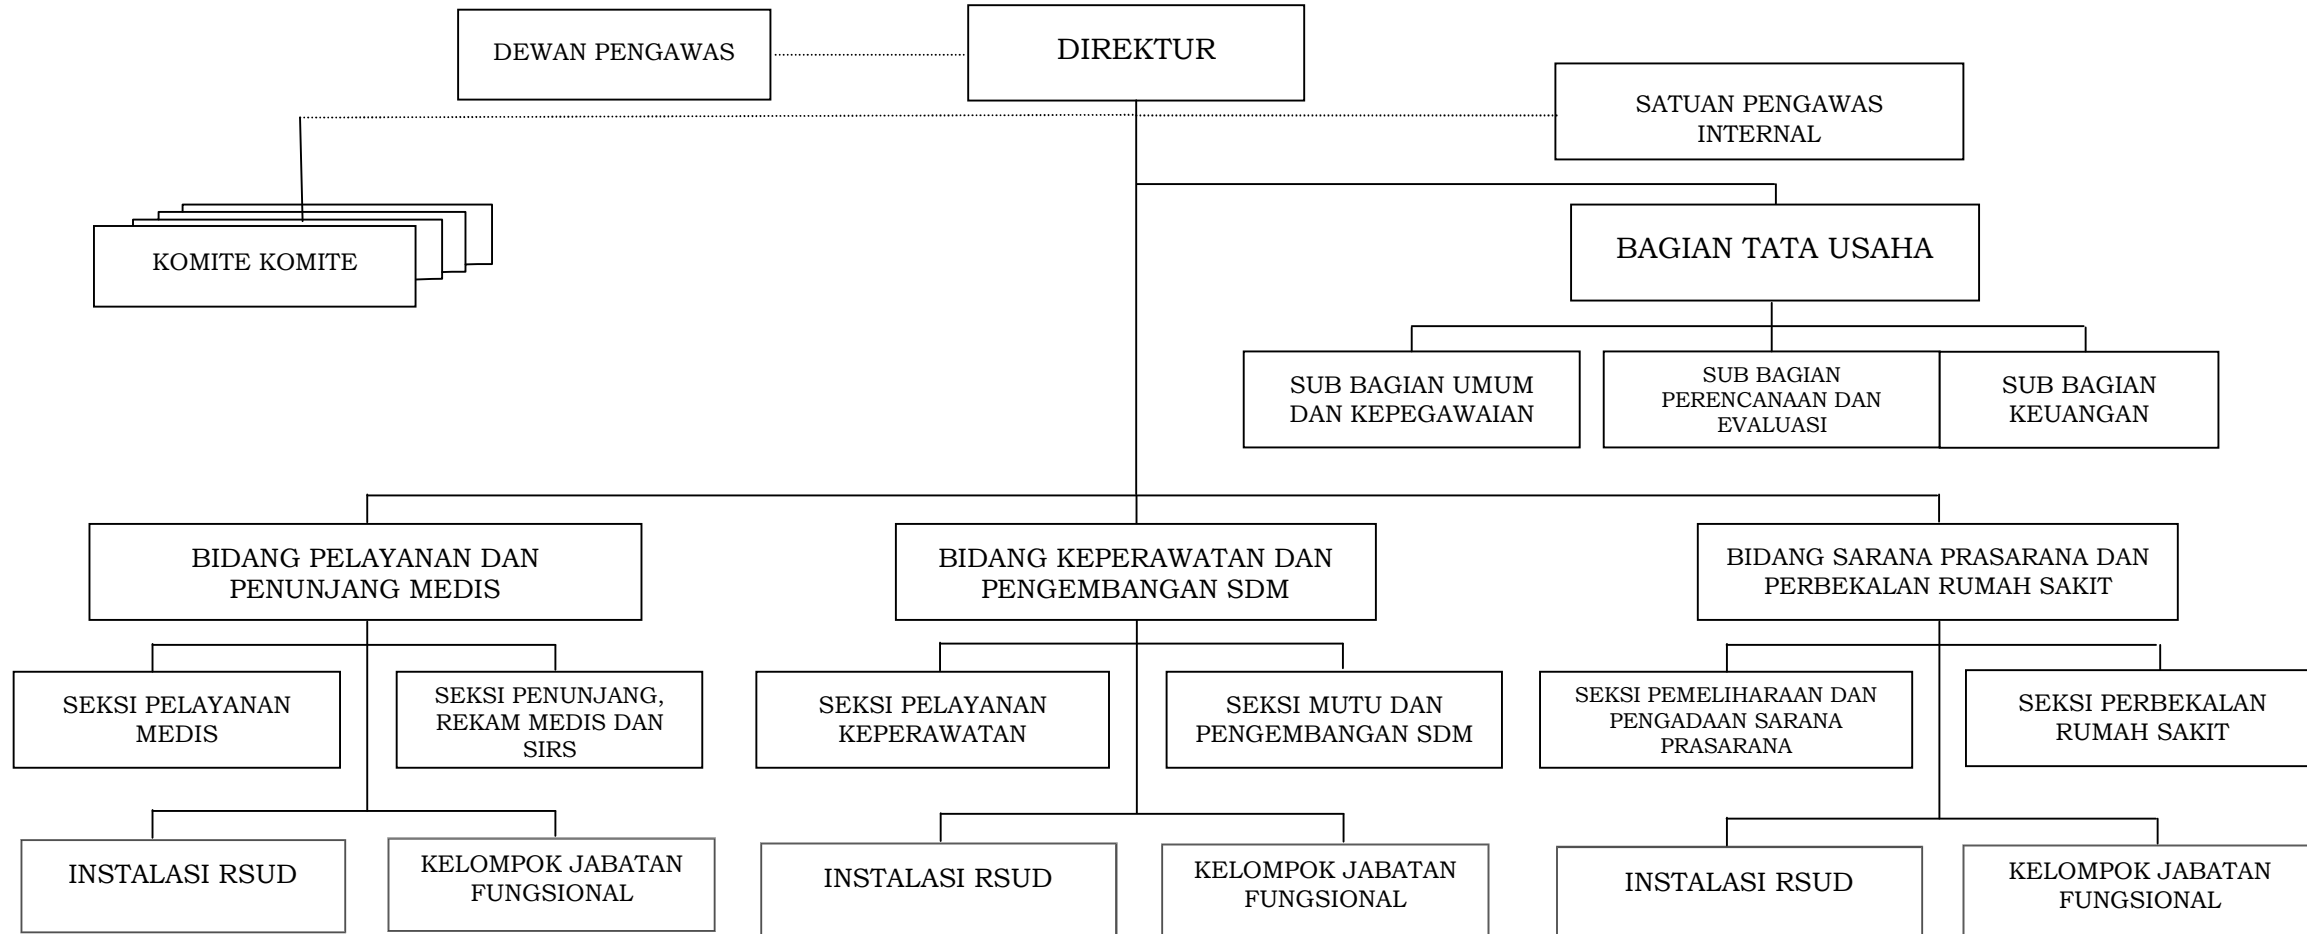 DEWAN PENGAWAS
DIREKTUR
SATUAN PENGAWAS
INTERNAL
KOMITE KOMITE
BAGIAN TATA USAHA
SUB BAGIAN UMUM
DAN KEPEGAWAIAN
SUB BAGIAN
PERENCANAAN DAN
EVALUASI
SUB BAGIAN
KEUANGAN
BIDANG PELAYANAN DAN
PENUNJANG MEDIS
BIDANG KEPERAWATAN DAN
PENGEMBANGAN SDM
BIDANG SARANA PRASARANA DAN
PERBEKALAN RUMAH SAKIT
SEKSI PELAYANAN
MEDIS
SEKSI PENUNJANG,
REKAM MEDIS DAN
SIRS
SEKSI PELAYANAN
KEPERAWATAN
SEKSI MUTU DAN
PENGEMBANGAN SDM
SEKSI PEMELIHARAAN DAN
PENGADAAN SARANA
PRASARANA
SEKSI PERBEKALAN
RUMAH SAKIT
INSTALASI RSUD
KELOMPOK JABATAN
FUNGSIONAL
INSTALASI RSUD
KELOMPOK JABATAN
FUNGSIONAL
INSTALASI RSUD
KELOMPOK JABATAN
FUNGSIONAL